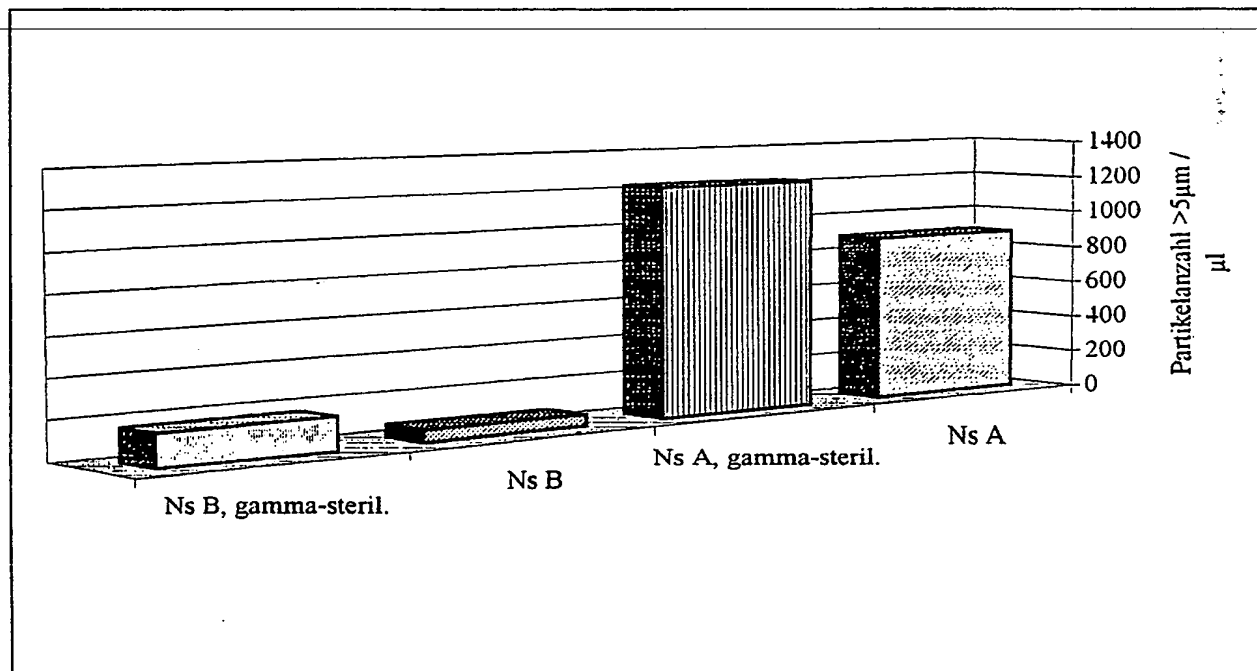 1400
1200
1000
800
600
400
200
0
Partikelanzahl >5µm /
µl
Ns A
Ns A, gamma-steril.
Ns B
Ns B, gamma-steril.